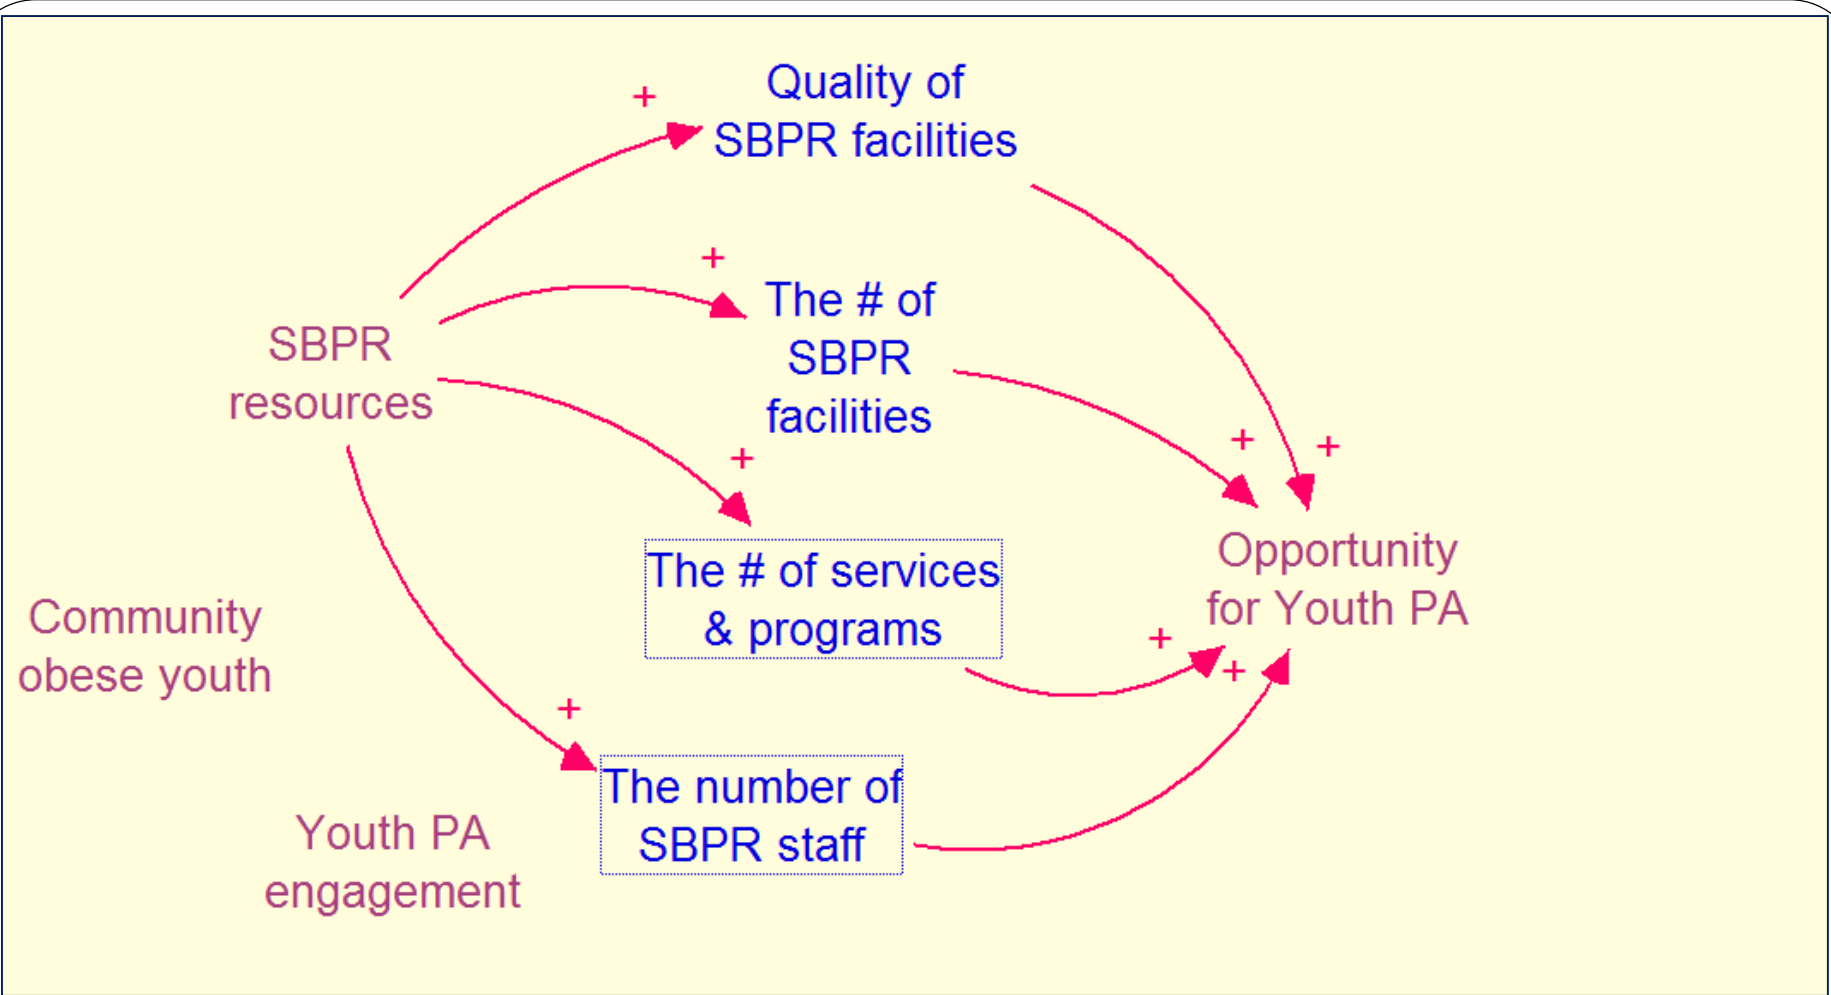 +
Quality of
SBPR facilities
+
The # of
SBPR
facilities
SBPR
resources
+
+
+
The # of services
& programs
Opportunity
for Youth PA
+
+
Community
obese youth
+
The number of
SBPR staff
Youth PA
engagement